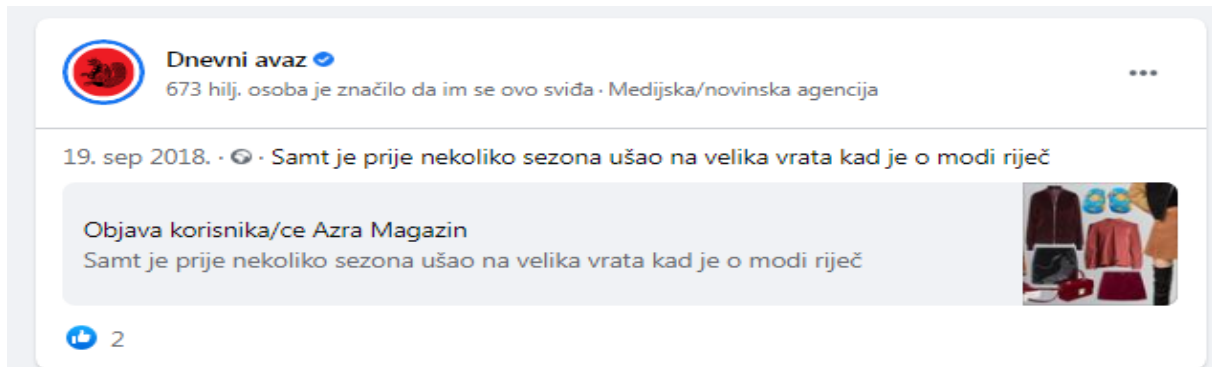 Dnevni avaz
673 hilj. osoba je značilo da im se ovo sviđa · Medijska/novinska agencija
19. sep 2018. · · Samt je prije nekoliko sezona ušao na velika vrata kad je o modi riječ
Objava korisnika/ce Azra Magazin
Samt je prije nekoliko sezona ušao na velika vrata kad je o modi riječ
2